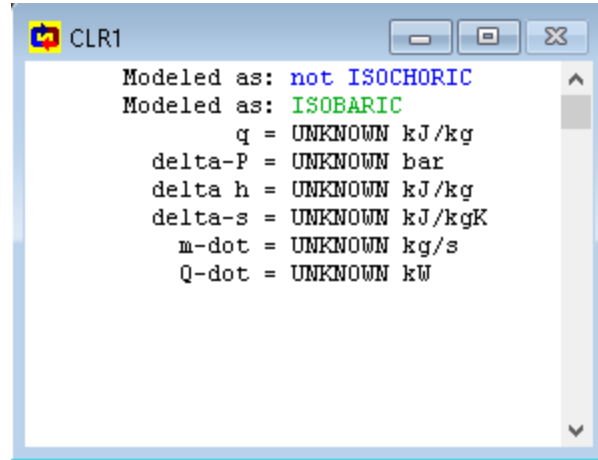 CLR1
Modeled as: not ISOCHORIC
Modeled as: ISOBARIC
q = UNKNOWN kJ/kg
delta-P = UNKNOWN bar
delta h = UNKNOWN kJ/kg
delta-s = UNKNOWN kJ/kgK
m-dot = UNKNOWN kg/s
Q-dot = UNKNOWN kW